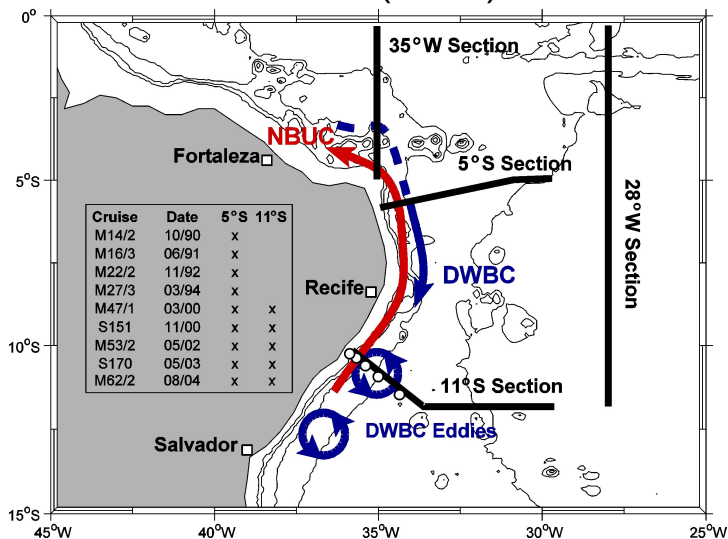 0°
35°W Section
NBUC
Fortaleza
5°S Section
5°S
28°W Section
Cruise Date 5°S 11°S
M14/2 10/90 x
M16/3 06/91 x
M22/2 11/92 x
M27/3 03/94 x
M47/1 03/00 x x
S151 11/00 x x
M53/2 05/02 x x
S170 05/03 x x
M62/2 08/04 x x
DWBC
Recife
10°S
11°S Section
DWBC Eddies
Salvador
15°S
45°W 40°W 35°W 30°W 25°W